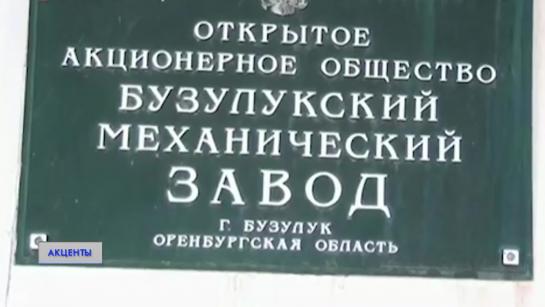 ОТКРЫТОЕ
АКЦИОНЕРНОЕ ОБЩЕСТВО
БУЗУЛУКСКИЙ
МЕХАНИЧЕСКИЙ
ЗАВОД
Г. БУЗУЛУК
ОРЕНБУРГСКАЯ ОБЛАСТЬ
АКЦЕНТЫ